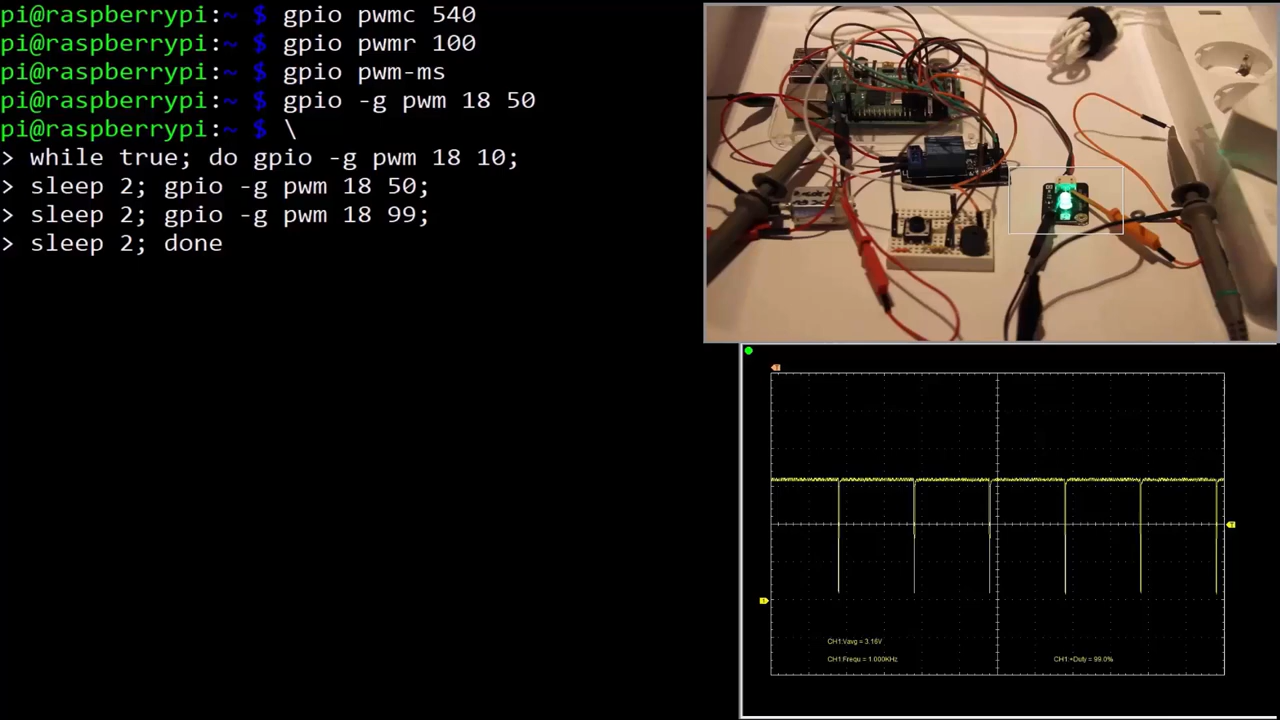 pi@raspberrypi:~ $ gpio pwmc 540
pi@raspberrypi:~ $ gpio pwmr 100
pi@raspberrypi:~ $ gpio pwm-ms
pi@raspberrypi:~ $ gpio -g pwm 18 50
pi@raspberrypi:~ $ \
> while true; do gpio -g pwm 18 10;
> sleep 2; gpio -g pwm 18 50;
> sleep 2; gpio -g pwm 18 99;
> sleep 2; done
CH1:Vavg = 3.16V
CH1:Frequ = 1.000KHz
CH1:+Duty = 99.0%